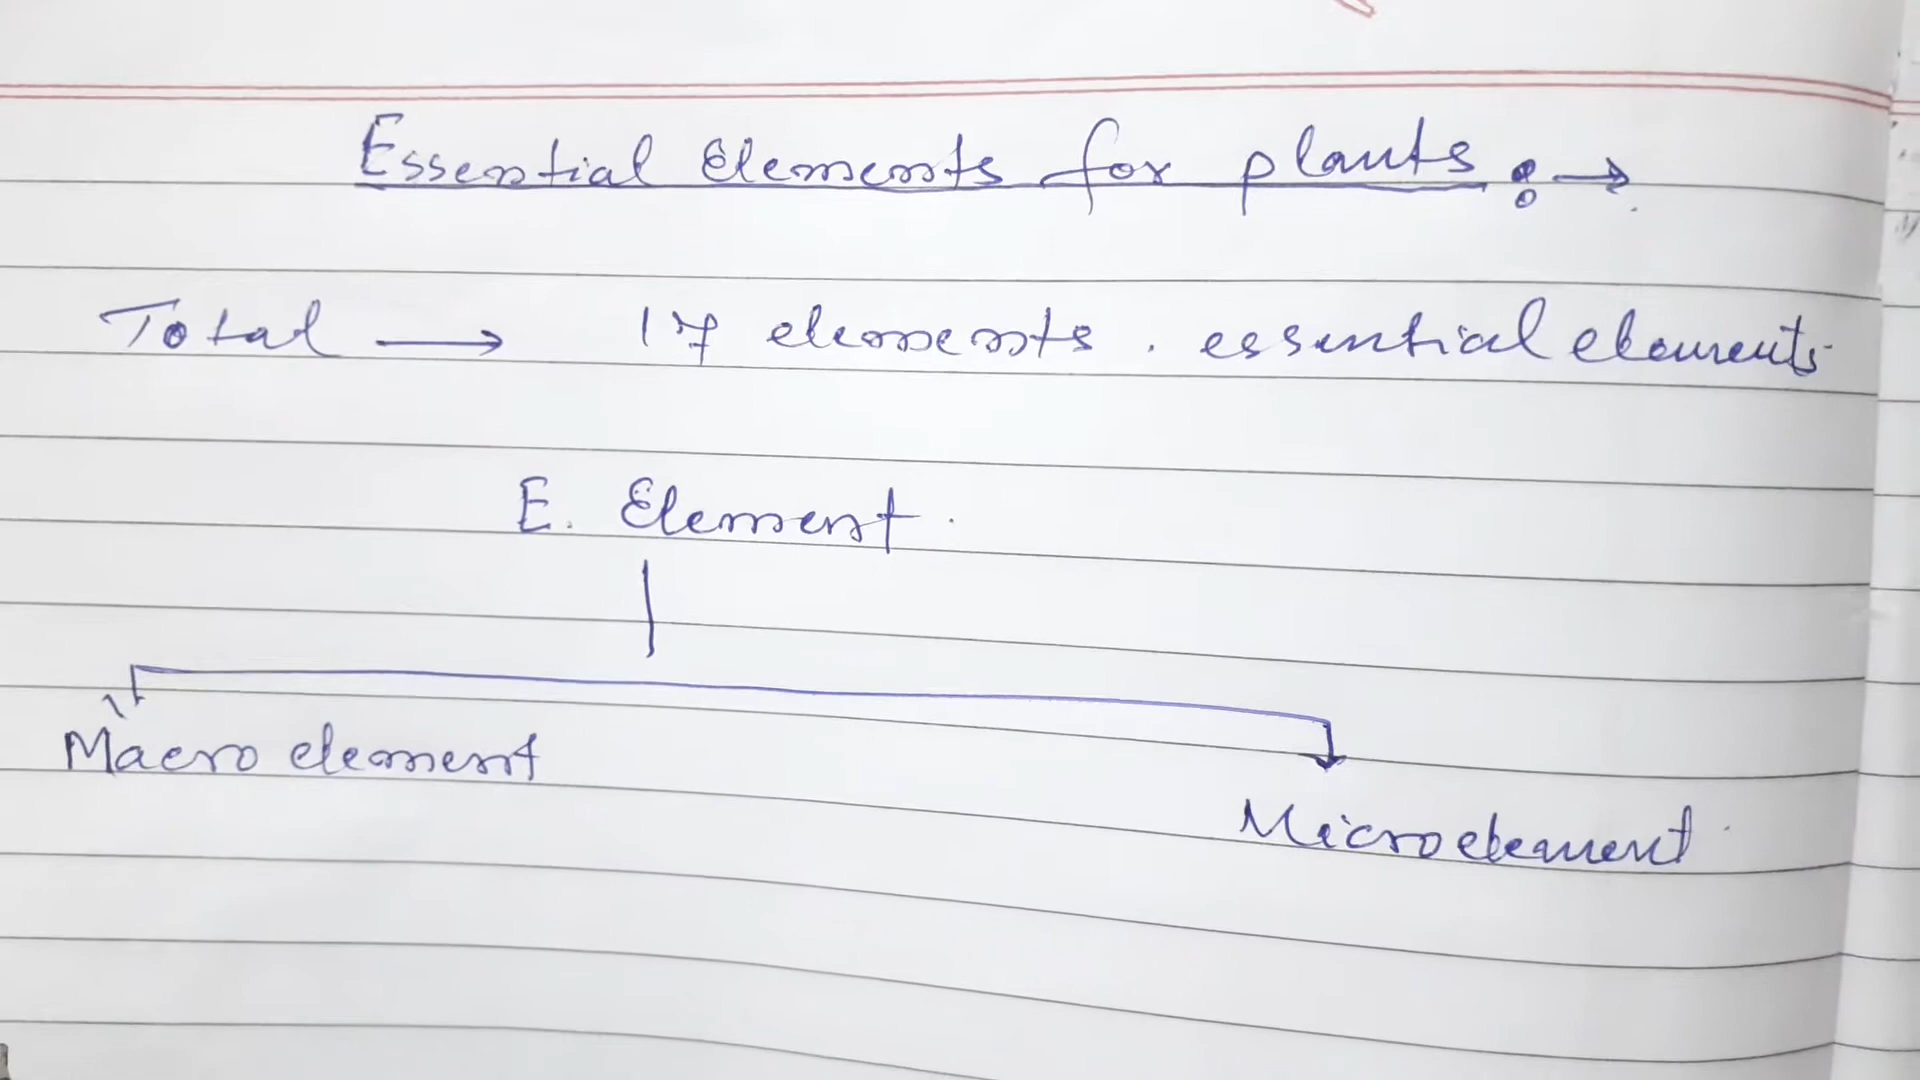 Essential Elements for plants :→
Total → 17 elements . essential elements
E. Element .
Macro element
Microelement